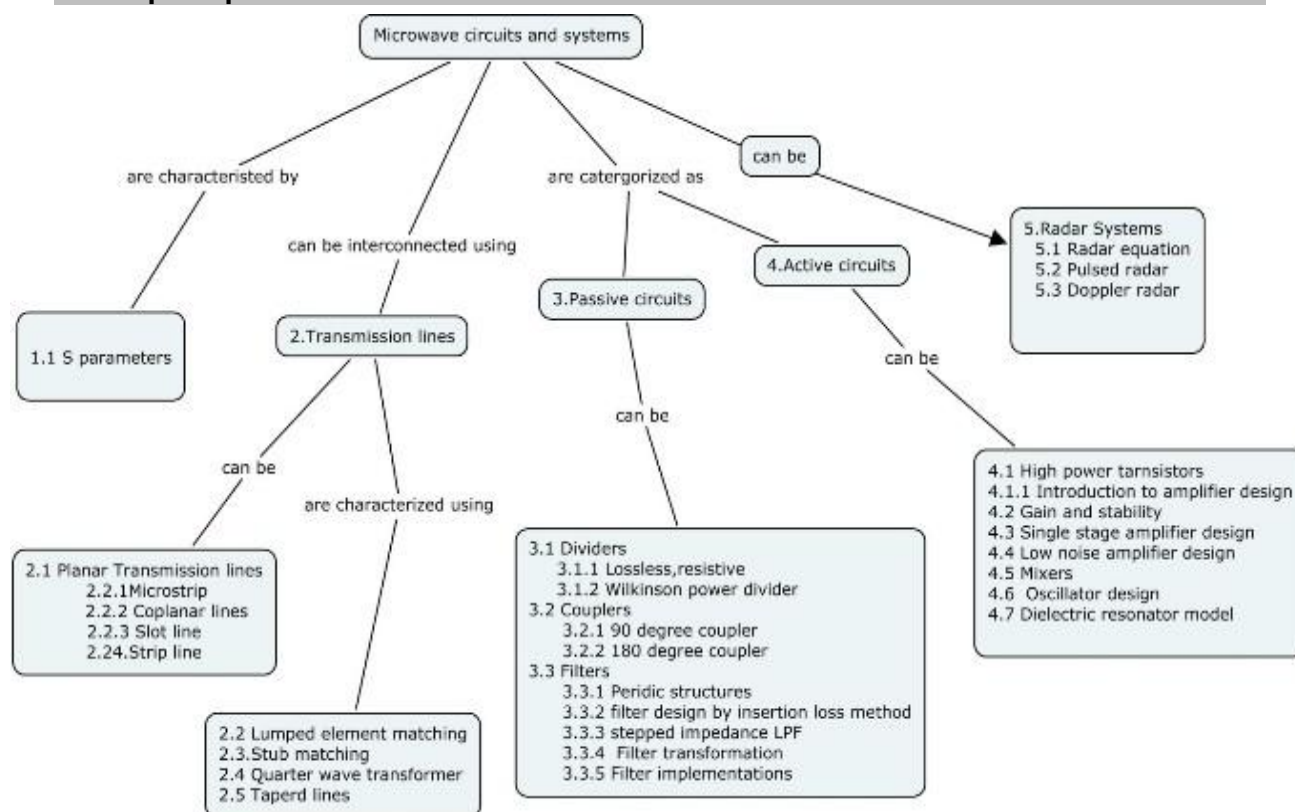 Microwave circuits and systems
can be
are characteristed by
are catergorized as
can be interconnected using
5.Radar Systems
5.1 Radar equation
5.2 Pulsed radar
5.3 Doppler radar
4.Active circuits
3.Passive circuits
2.Transmission lines
1.1 S parameters
can be
can be
can be
are characterized using
4.1 High power tarnsistors
4.1.1 Introduction to amplifier design
4.2 Gain and stability
4.3 Single stage amplifier design
4.4 Low noise amplifier design
4.5 Mixers
4.6 Oscillator design
4.7 Dielectric resonator model
2.1 Planar Transmission lines
2.2.1Microstrip
2.2.2 Coplanar lines
2.2.3 Slot line
2.24.Strip line
3.1 Dividers
3.1.1 Lossless,resistive
3.1.2 Wilkinson power divider
3.2 Couplers
3.2.1 90 degree coupler
3.2.2 180 degree coupler
3.3 Filters
3.3.1 Peridic structures
3.3.2 filter design by insertion loss method
3.3.3 stepped impedance LPF
3.3.4 Filter transformation
3.3.5 Filter implementations
2.2 Lumped element matching
2.3.Stub matching
2.4 Quarter wave transformer
2.5 Taperd lines